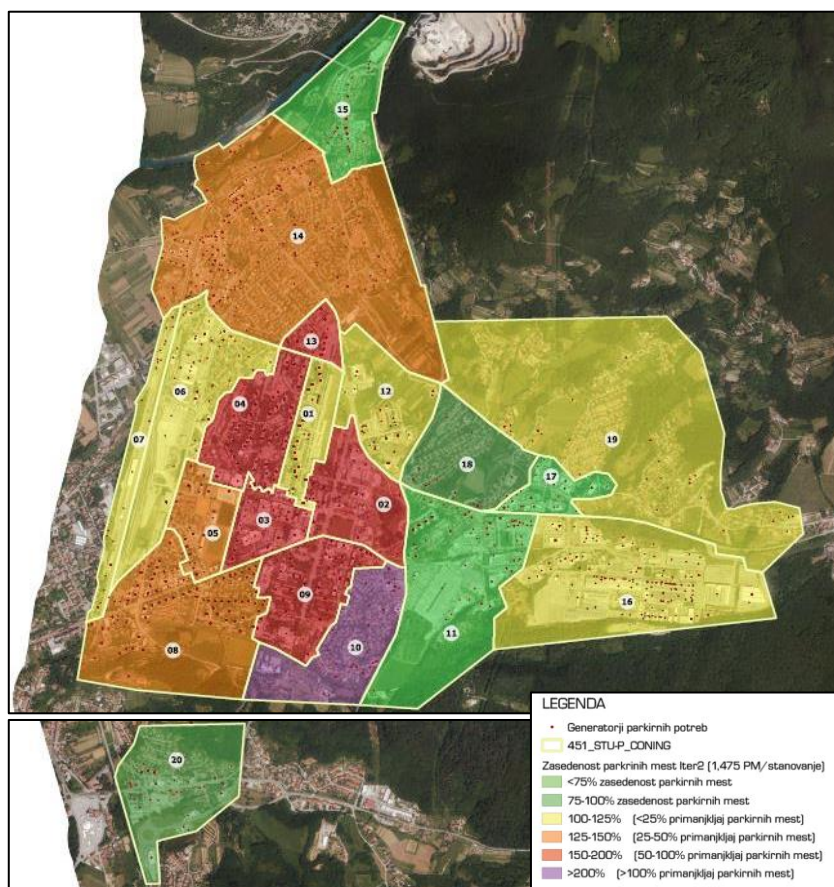 15
14
13
06
12
04
01
07
19
18
17
02
03
05
09
16
10
11
08
20
LEGENDA
Generatorji parkirnih potreb
451_STU-P_CONING
Zasedenost parkrinih mest Iter2 (1,475 PM/stanovanje)
<75% zasedenost parkirnih mest
75-100% zasedenost parkirnih mest
100-125% (<25% primanjkljaj parkirnih mest)
125-150% (25-50% primanjkljaj parkirnih mest)
150-200% (50-100% primanjkljaj parkirnih mest)
>200% (>100% primanjkljaj parkirnih mest)